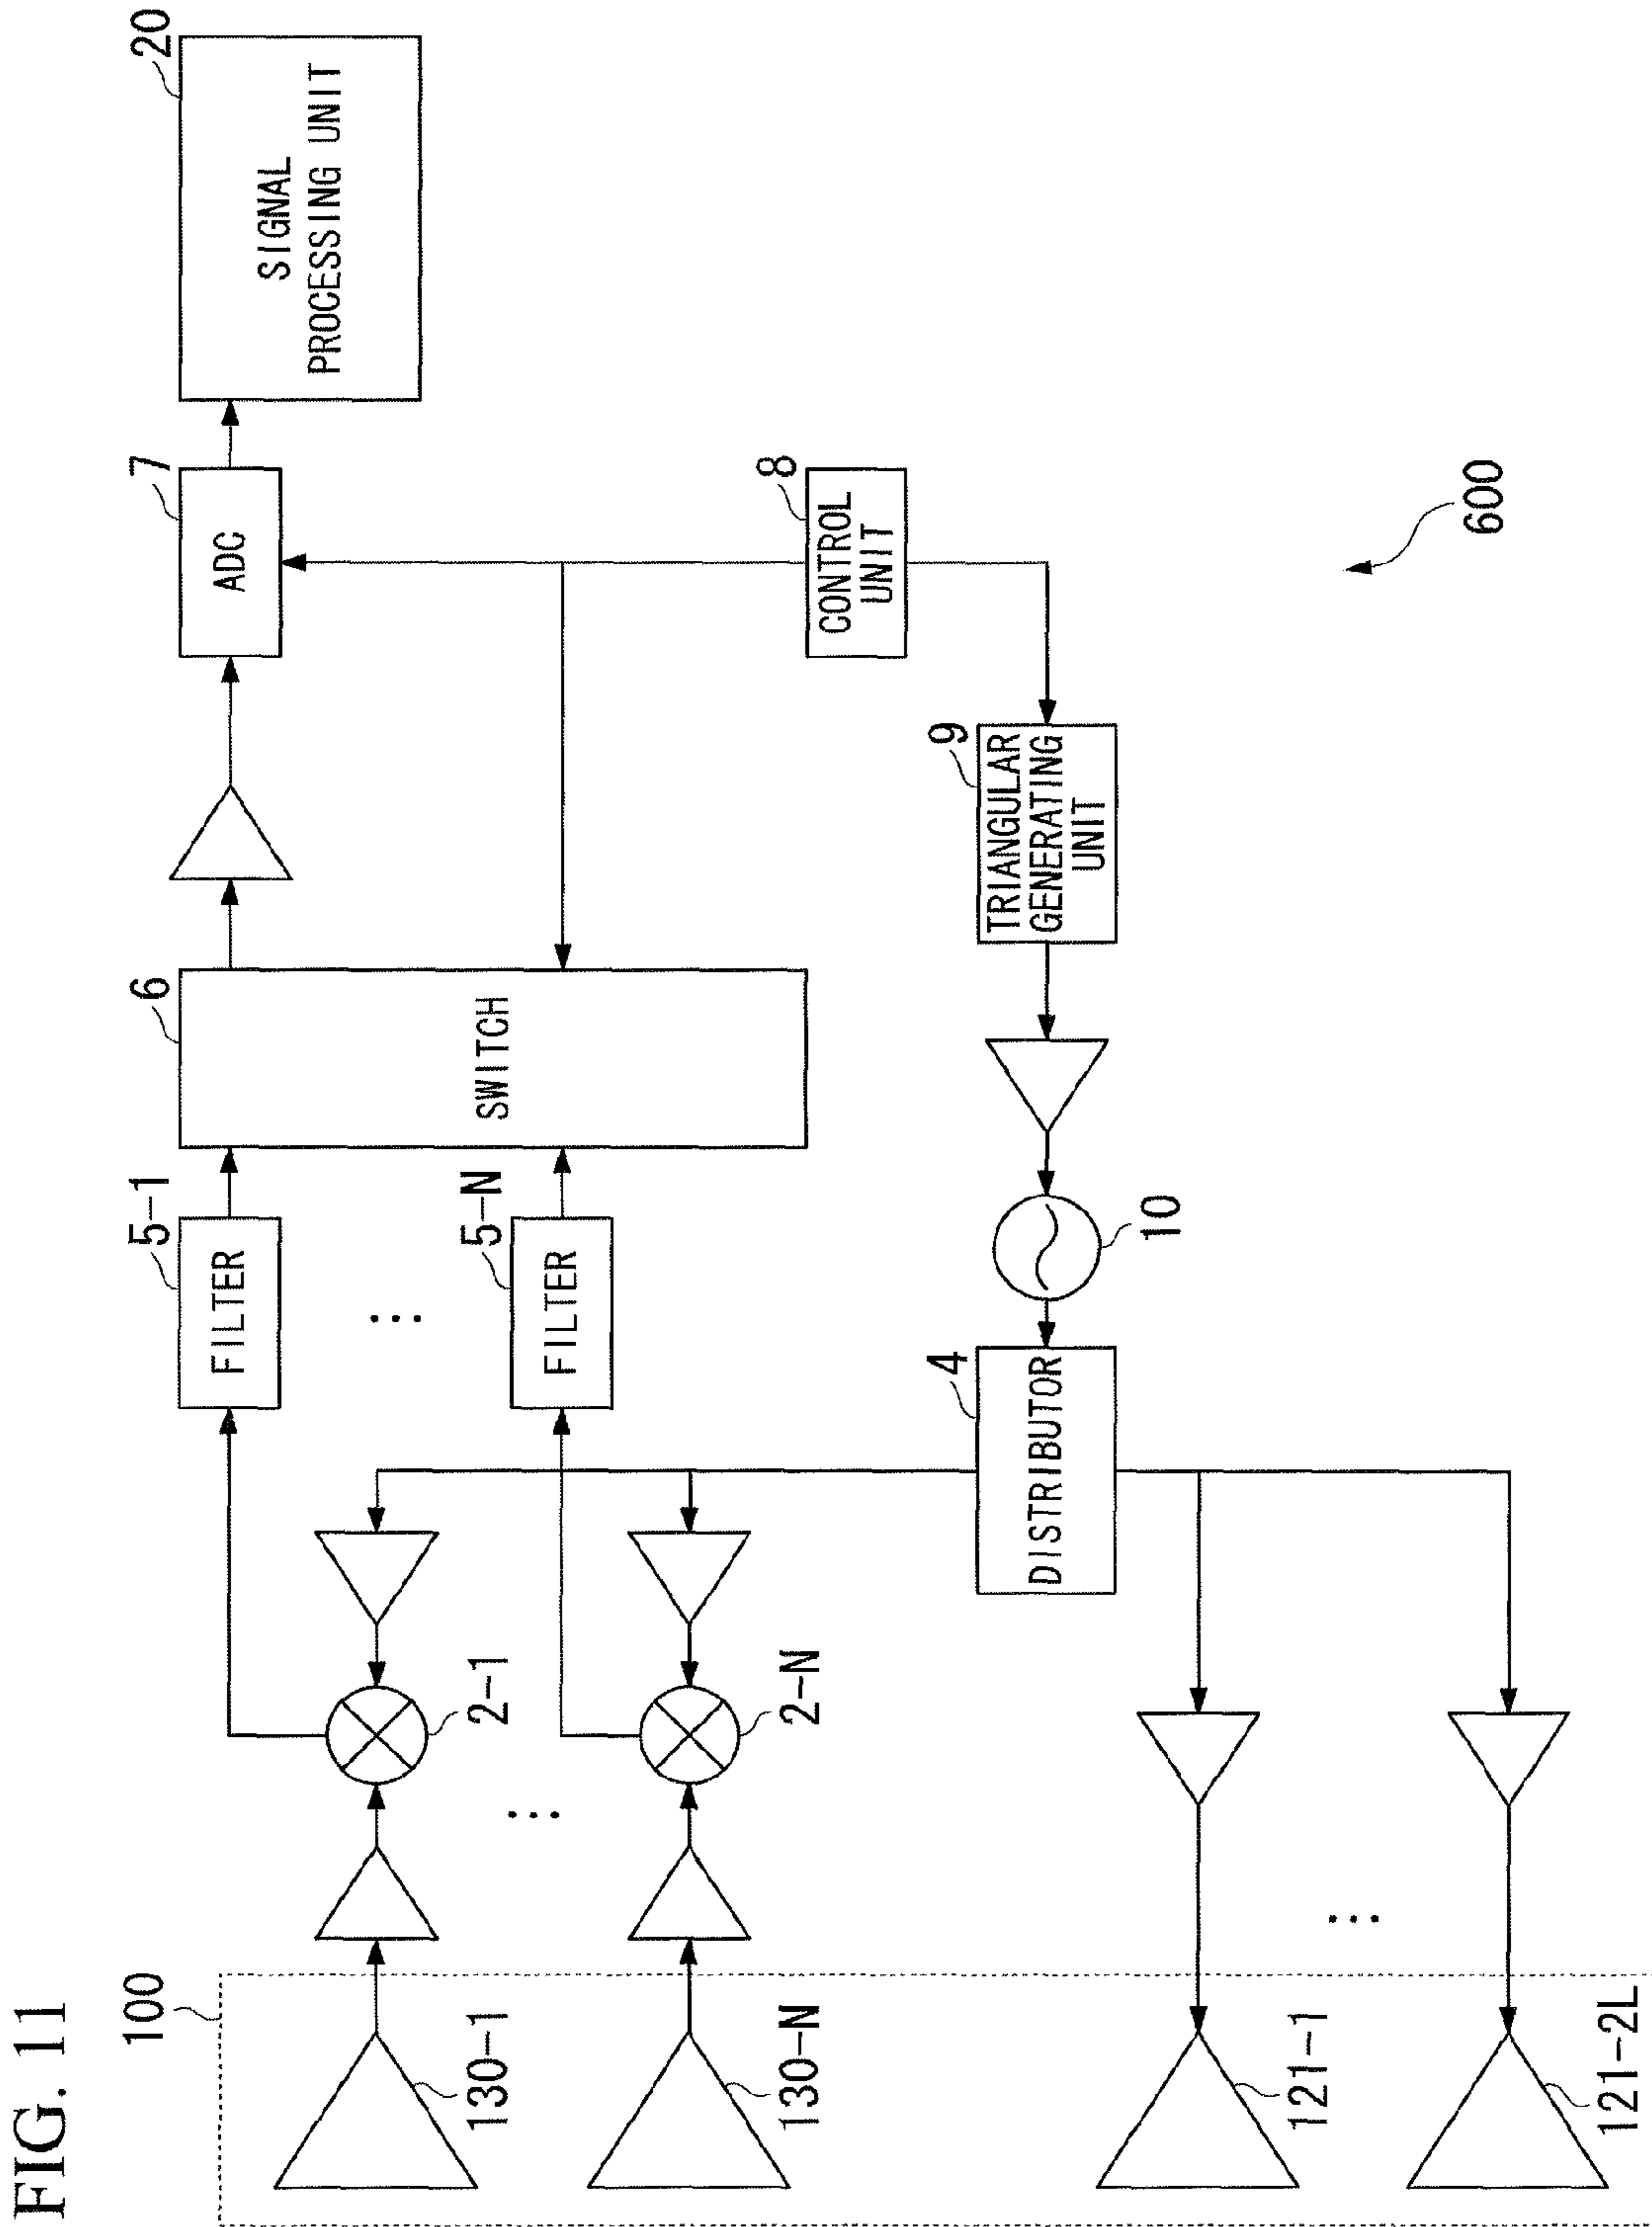 FIG. 11
100
130-1
130-N
121-1
121-2L
2-1
2-N
...
...
5-1
FILTER
...
5-N
FILTER
4
DISTRIBUTOR
10
6
SWITCH
9
TRIANGULAR
GENERATING
UNIT
7
ADC
8
CONTROL
UNIT
20
SIGNAL
PROCESSING UNIT
600